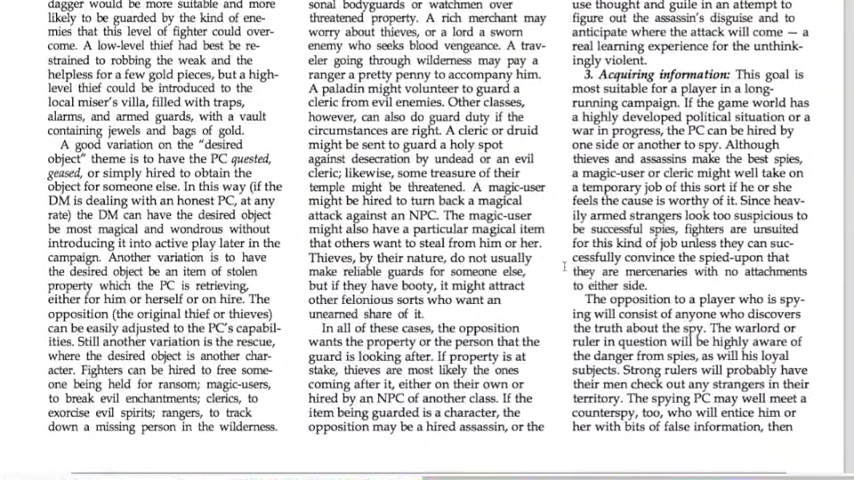 dagger would be more suitable and more
likely to be guarded by the kind of ene-
mies that this level of fighter could over-
come. A low-level thief had best be re-
strained to robbing the weak and the
helpless for a few gold pieces, but a high-
level thief could be introduced to the
local miser's villa, filled with traps,
alarms, and armed guards, with a vault
containing jewels and bags of gold.
A good variation on the "desired
object" theme is to have the PC quested,
geased, or simply hired to obtain the
object for someone else. In this way (if the
DM is dealing with an honest PC, at any
rate) the DM can have the desired object
be most magical and wondrous without
introducing it into active play later in the
campaign. Another variation is to have
the desired object be an item of stolen
property which the PC is retrieving,
either for him or herself or on hire. The
opposition (the original thief or thieves)
can be easily adjusted to the PC's capabil-
ities. Still another variation is the rescue,
where the desired object is another char-
acter. Fighters can be hired to free some-
one being held for ransom; magic-users,
to break evil enchantments; clerics, to
exorcise evil spirits; rangers, to track
down a missing person in the wilderness.
sonal bodyguards or watchmen over
threatened property. A rich merchant may
worry about thieves, or a lord a sworn
enemy who seeks blood vengeance. A trav-
eler going through wilderness may pay a
ranger a pretty penny to accompany him.
A paladin might volunteer to guard a
cleric from evil enemies. Other classes,
however, can also do guard duty if the
circumstances are right. A cleric or druid
might be sent to guard a holy spot
against desecration by undead or an evil
cleric; likewise, some treasure of their
temple might be threatened. A magic-user
might be hired to turn back a magical
attack against an NPC. The magic-user
might also have a particular magical item
that others want to steal from him or her.
Thieves, by their nature, do not usually
make reliable guards for someone else,
but if they have booty, it might attract
other felonious sorts who want an
unearned share of it.
In all of these cases, the opposition
wants the property or the person that the
guard is looking after. If property is at
stake, thieves are most likely the ones
coming after it, either on their own or
hired by an NPC of another class. If the
item being guarded is a character, the
opposition may be a hired assassin, or the
use thought and guile in an attempt to
figure out the assassin's disguise and to
anticipate where the attack will come — a
real learning experience for the unthink-
ingly violent.
3. Acquiring information: This goal is
most suitable for a player in a long-
running campaign. If the game world has
a highly developed political situation or a
war in progress, the PC can be hired by
one side or another to spy. Although
thieves and assassins make the best spies,
a magic-user or cleric might well take on
a temporary job of this sort if he or she
feels the cause is worthy of it. Since heav-
ily armed strangers look too suspicious to
be successful spies, fighters are unsuited
for this kind of job unless they can suc-
cessfully convince the spied-upon that
they are mercenaries with no attachments
to either side.
The opposition to a player who is spy-
ing will consist of anyone who discovers
the truth about the spy. The warlord or
ruler in question will be highly aware of
the danger from spies, as will his loyal
subjects. Strong rulers will probably have
their men check out any strangers in their
territory. The spying PC may well meet a
counterspy, too, who will entice him or
her with bits of false information, then